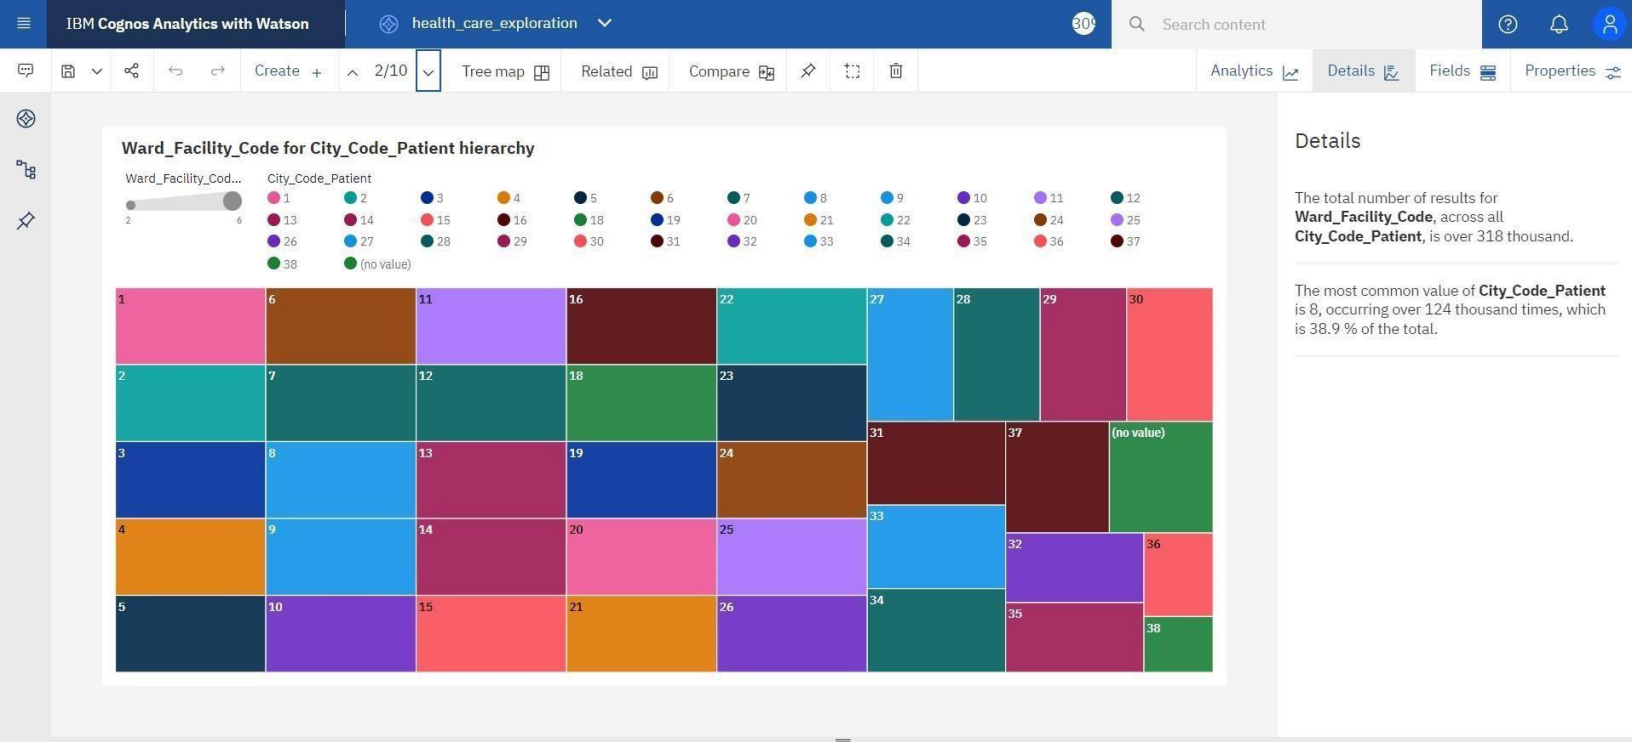 IBM Cognos Analytics with Watson
health_care_exploration
Search content
Create +
2/10
Tree map
Related
Compare
Analytics
Details
Fields
Properties
Ward_Facility_Code for City_Code_Patient hierarchy
Ward_Facility_Cod...
2 6
City_Code_Patient
1 2 3 4 5 6 7 8 9 10 11 12
13 14 15 16 18 19 20 21 22 23 24 25
26 27 28 29 30 31 32 33 34 35 36 37
38 (no value)
1 6 11 16 22 27 28 29 30
2 7 12 18 23
31 37 (no value)
3 8 13 19 24
33
4 9 14 20 25
32 36
34
5 10 15 21 26
35
38
Details
The total number of results for
Ward_Facility_Code, across all
City_Code_Patient, is over 318 thousand.
The most common value of City_Code_Patient
is 8, occurring over 124 thousand times, which
is 38.9 % of the total.